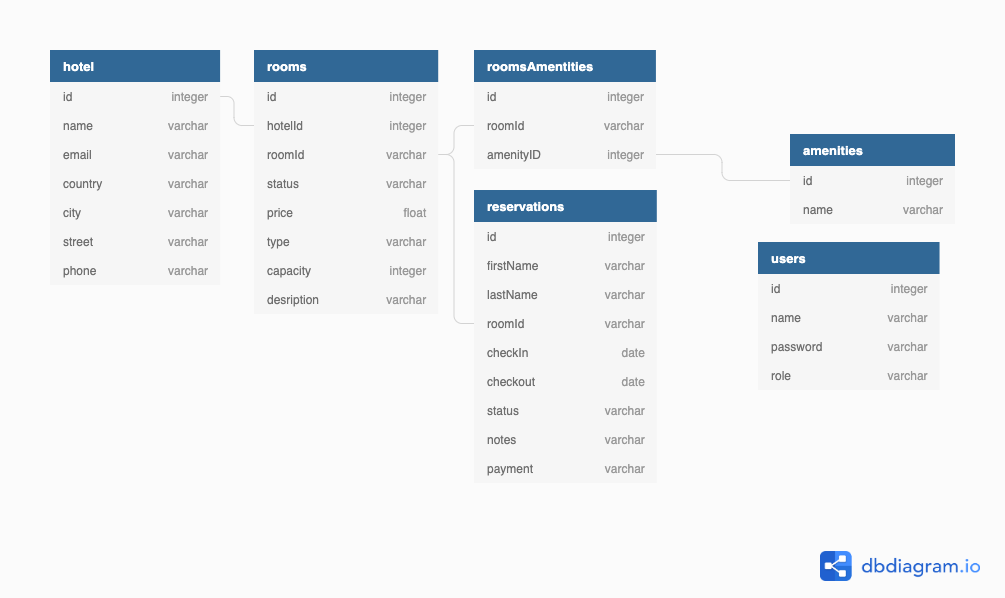 hotel
id integer
name varchar
email varchar
country varchar
city varchar
street varchar
phone varchar
rooms
id integer
hotelId integer
roomId varchar
status varchar
price float
type varchar
capacity integer
desription varchar
roomsAmentities
id integer
roomId varchar
amenityID integer
reservations
id integer
firstName varchar
lastName varchar
roomId varchar
checkIn date
checkout date
status varchar
notes varchar
payment varchar
amenities
id integer
name varchar
users
id integer
name varchar
password varchar
role varchar
dbdiagram.io